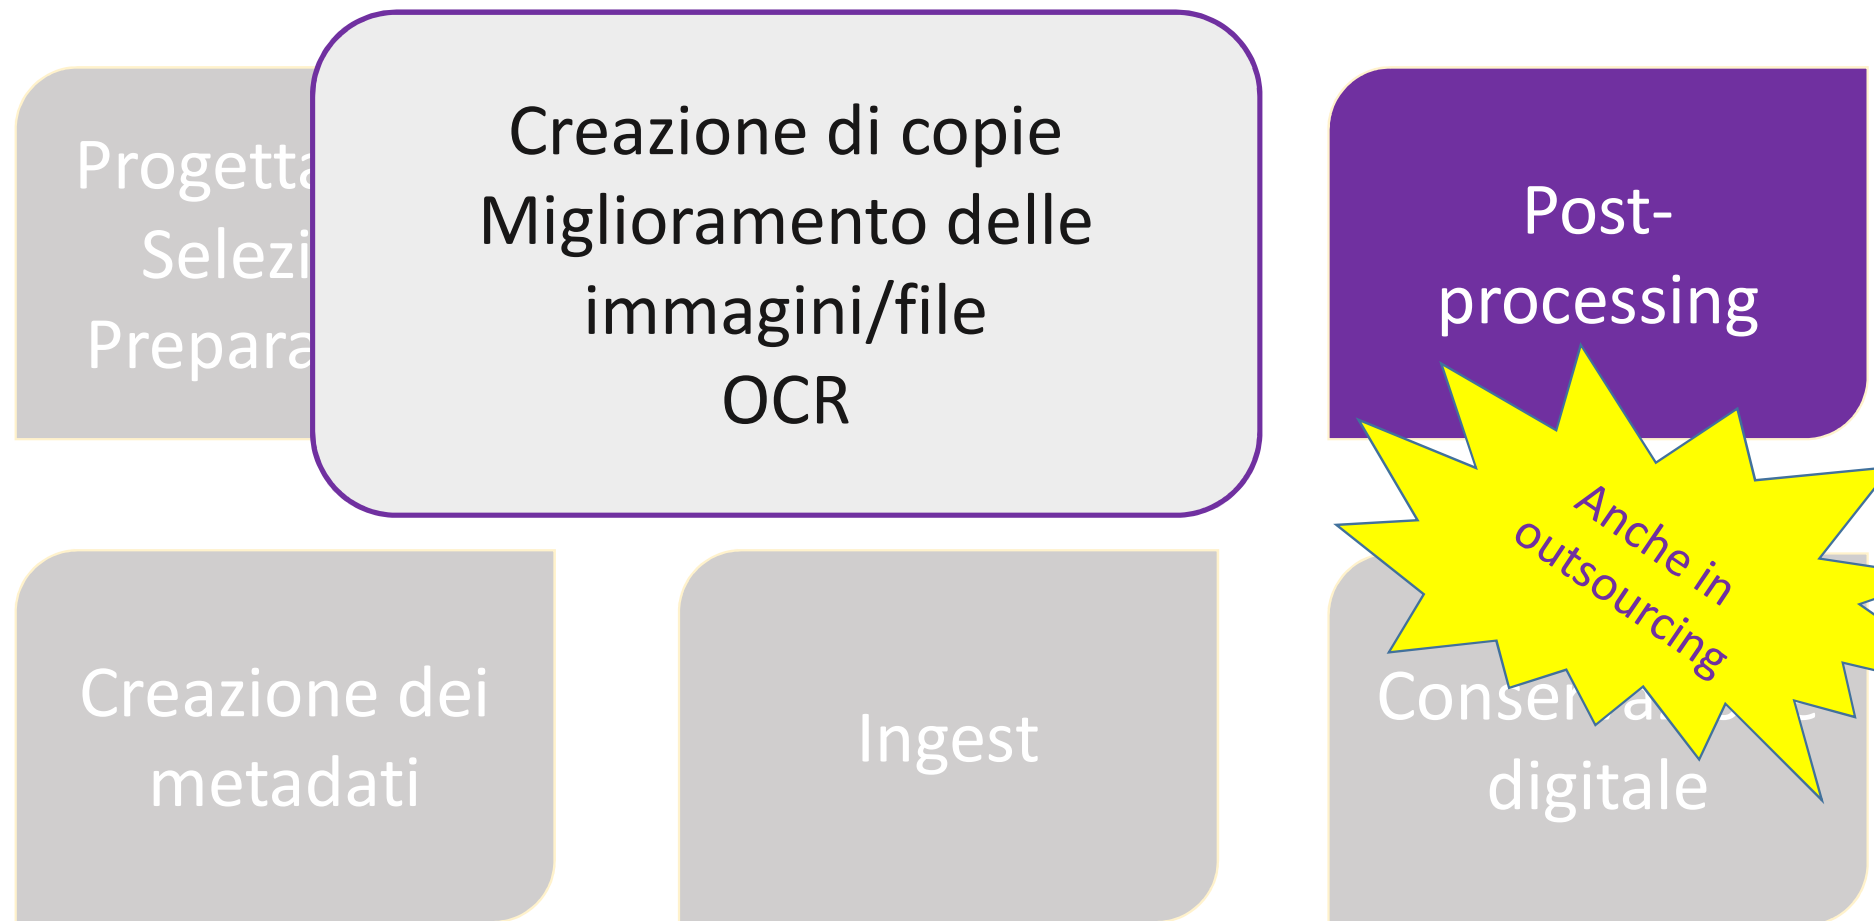 Creazione di copie
Miglioramento delle
immagini/file
OCR
Post-
processing
Anche in
outsourcing
Creazione dei
metadati
Ingest
digitale